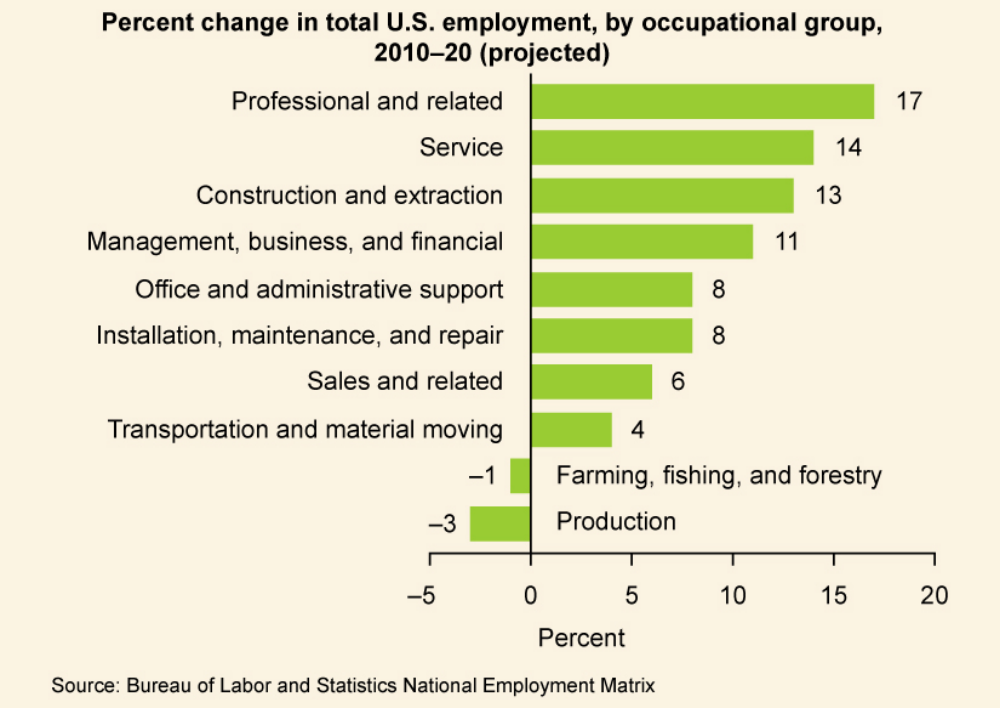 Percent change in total U.S. employment, by occupational group,
2010–20 (projected)
Professional and related 17
Service 14
Construction and extraction 13
Management, business, and financial 11
Office and administrative support 8
Installation, maintenance, and repair 8
Sales and related 6
Transportation and material moving 4
–1 Farming, fishing, and forestry
–3 Production
–5 0 5 10 15 20
Percent
Source: Bureau of Labor and Statistics National Employment Matrix